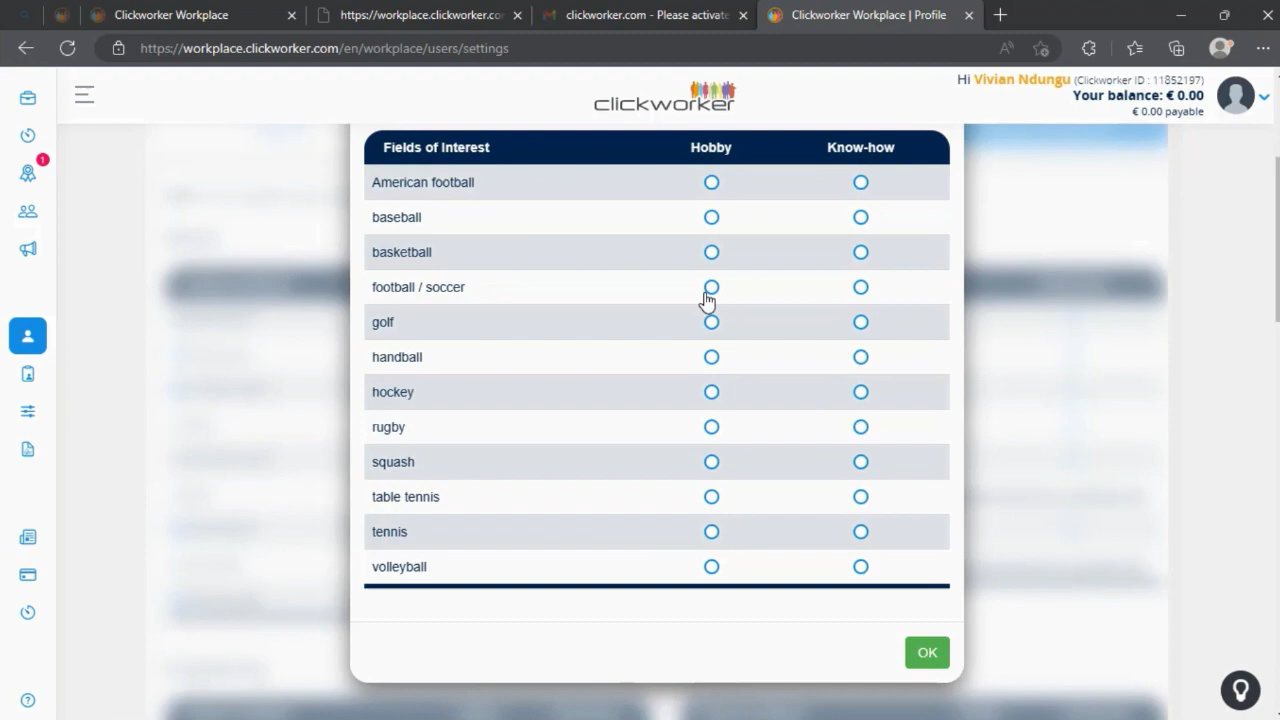 Clickworker Workplace
https://workplace.clickworker.cor
clickworker.com - Please activate
Clickworker Workplace | Profile
https://workplace.clickworker.com/en/workplace/users/settings
clickworker
Hi Vivian Ndungu (Clickworker ID : 11852197)
Your balance: € 0.00
€ 0.00 payable
1
Fields of Interest Hobby Know-how
American football
baseball
basketball
football / soccer
golf
handball
hockey
rugby
squash
table tennis
tennis
volleyball
OK